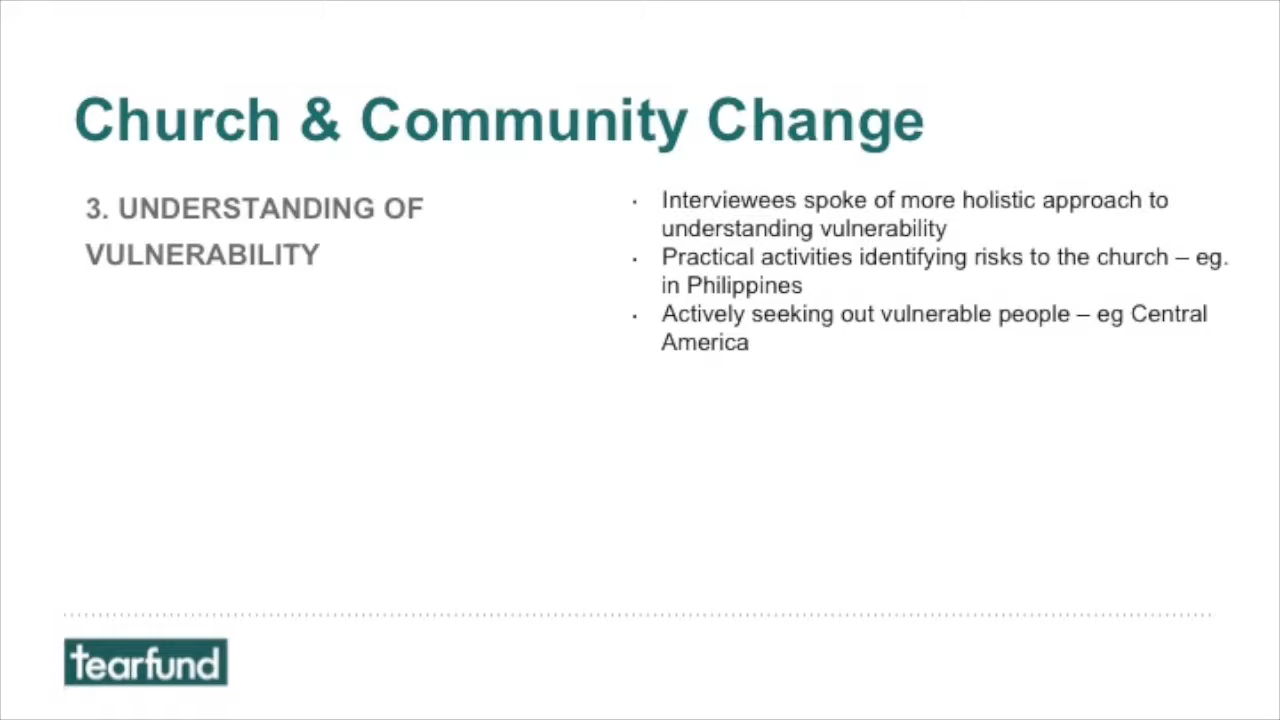 Church & Community Change
3. UNDERSTANDING OF
VULNERABILITY
· Interviewees spoke of more holistic approach to
understanding vulnerability
· Practical activities identifying risks to the church – eg.
in Philippines
· Actively seeking out vulnerable people – eg Central
America
tearfund